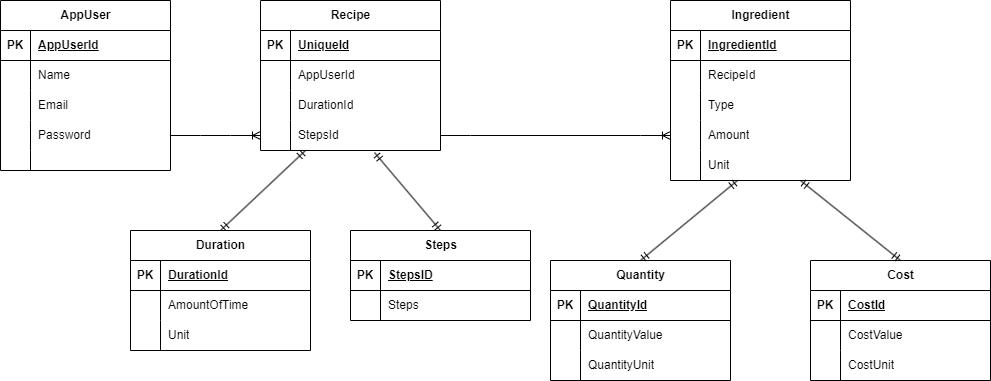 AppUser
PK AppUserId
Name
Email
Password
Recipe
PK UniqueId
AppUserId
DurationId
StepsId
Ingredient
PK IngredientId
RecipeId
Type
Amount
Unit
Duration
PK DurationId
AmountOfTime
Unit
Steps
PK StepsID
Steps
Quantity
PK QuantityId
QuantityValue
QuantityUnit
Cost
PK CostId
CostValue
CostUnit